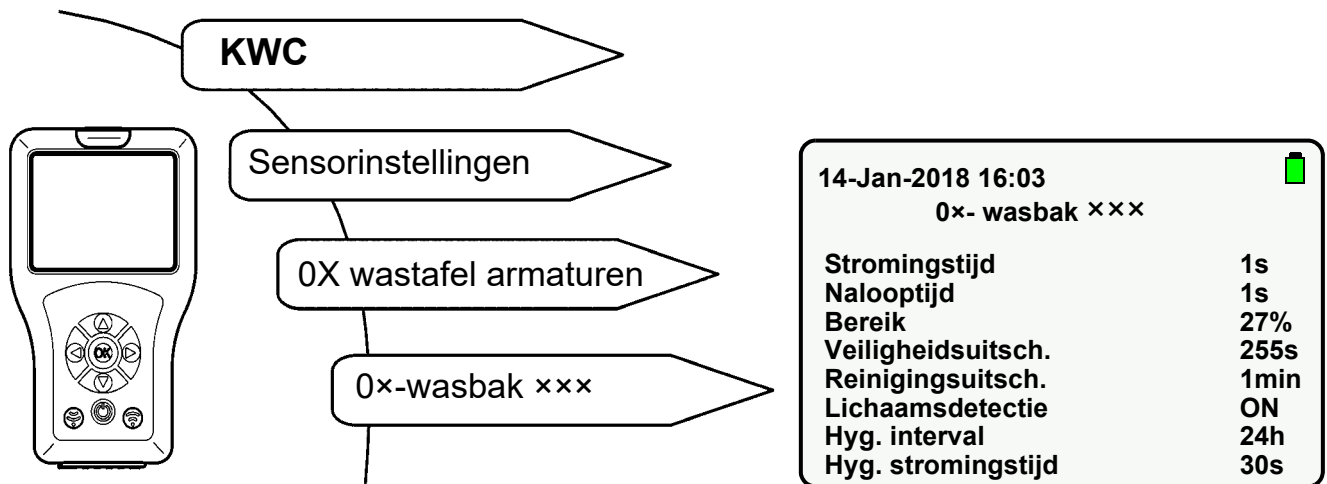 KWC
Sensorinstellingen
0X wastafel armaturen
0×-wasbak ×××
OK
14-Jan-2018 16:03
0×- wasbak ×××
Stromingstijd 1s
Nalooptijd 1s
Bereik 27%
Veiligheidsuitsch. 255s
Reinigingsuitsch. 1min
Lichaamsdetectie ON
Hyg. interval 24h
Hyg. stromingstijd 30s